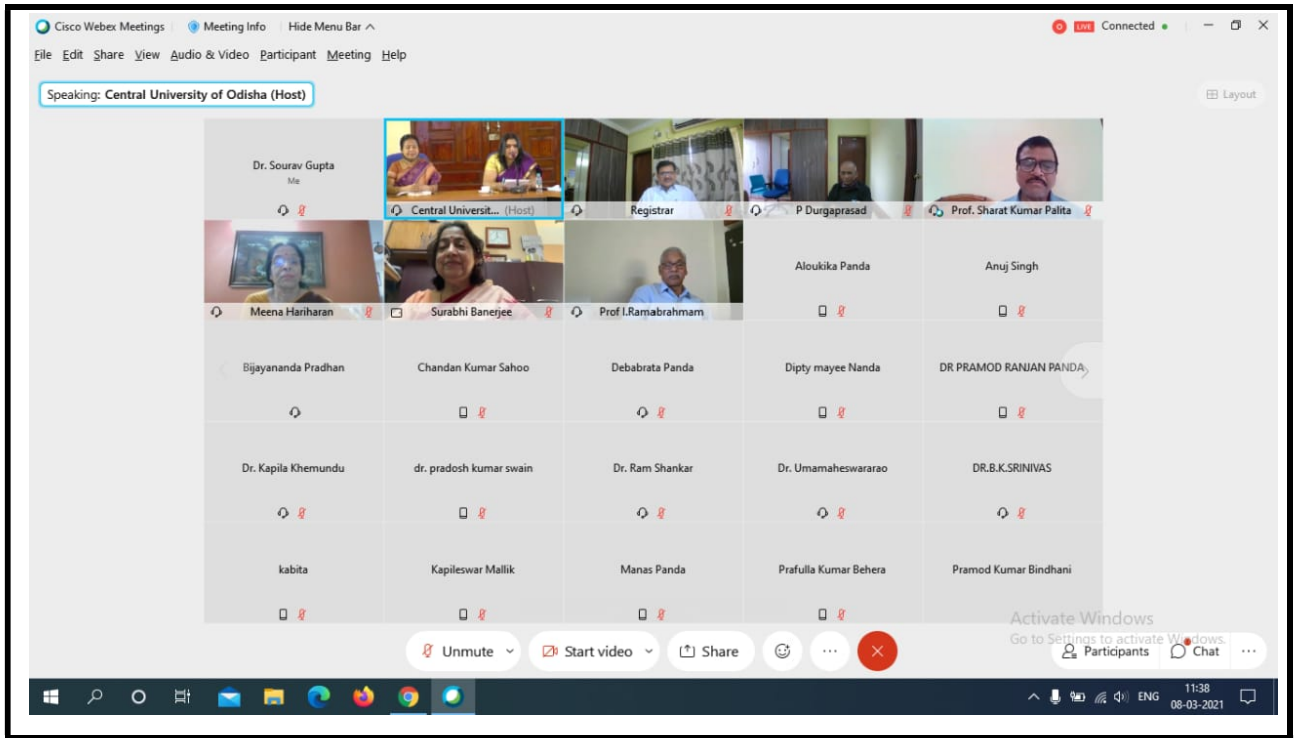 Cisco Webex Meetings Meeting Info Hide Menu Bar LIVE Connected
File Edit Share View Audio & Video Participant Meeting Help
Speaking: Central University of Odisha (Host) Layout
Dr. Sourav Gupta
Me
Central Universit... (Host) Registrar P Durgaprasad Prof. Sharat Kumar Palita
Aloukika Panda Anuj Singh
Meena Hariharan Surabhi Banerjee Prof I.Ramabrahmam
Bijayananda Pradhan Chandan Kumar Sahoo Debabrata Panda Dipty mayee Nanda DR PRAMOD RANJAN PANDA
Dr. Kapila Khemundu dr. pradosh kumar swain Dr. Ram Shankar Dr. Umamaheswararao DR.B.K.SRINIVAS
kabita Kapileswar Mallik Manas Panda Prafulla Kumar Behera Pramod Kumar Bindhani
Activate Windows
Go to Settings to activate Windows.
Unmute Start video Share Participants Chat
ENG 11:38
08-03-2021